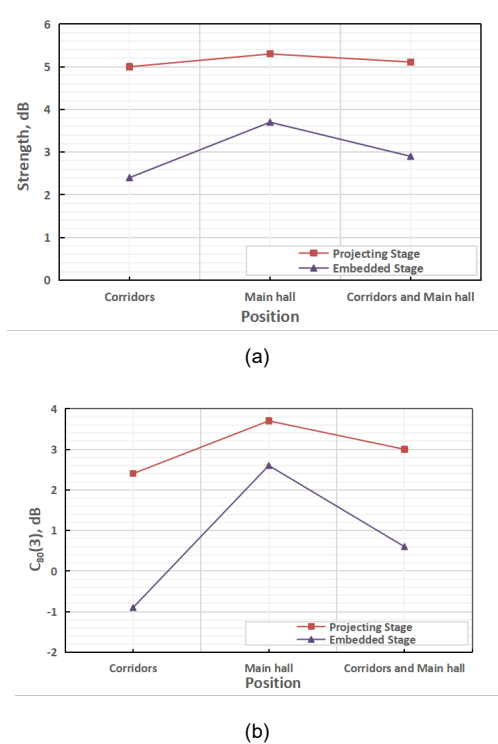 6
5
4
3
2
1
0
Strength, dB
Projecting Stage
Embedded Stage
Corridors Main hall Corridors and Main hall
Position
(a)
4
3
2
1
0
-1
-2
C₈₀(3), dB
Projecting Stage
Embedded Stage
Corridors Main hall Corridors and Main hall
Position
(b)